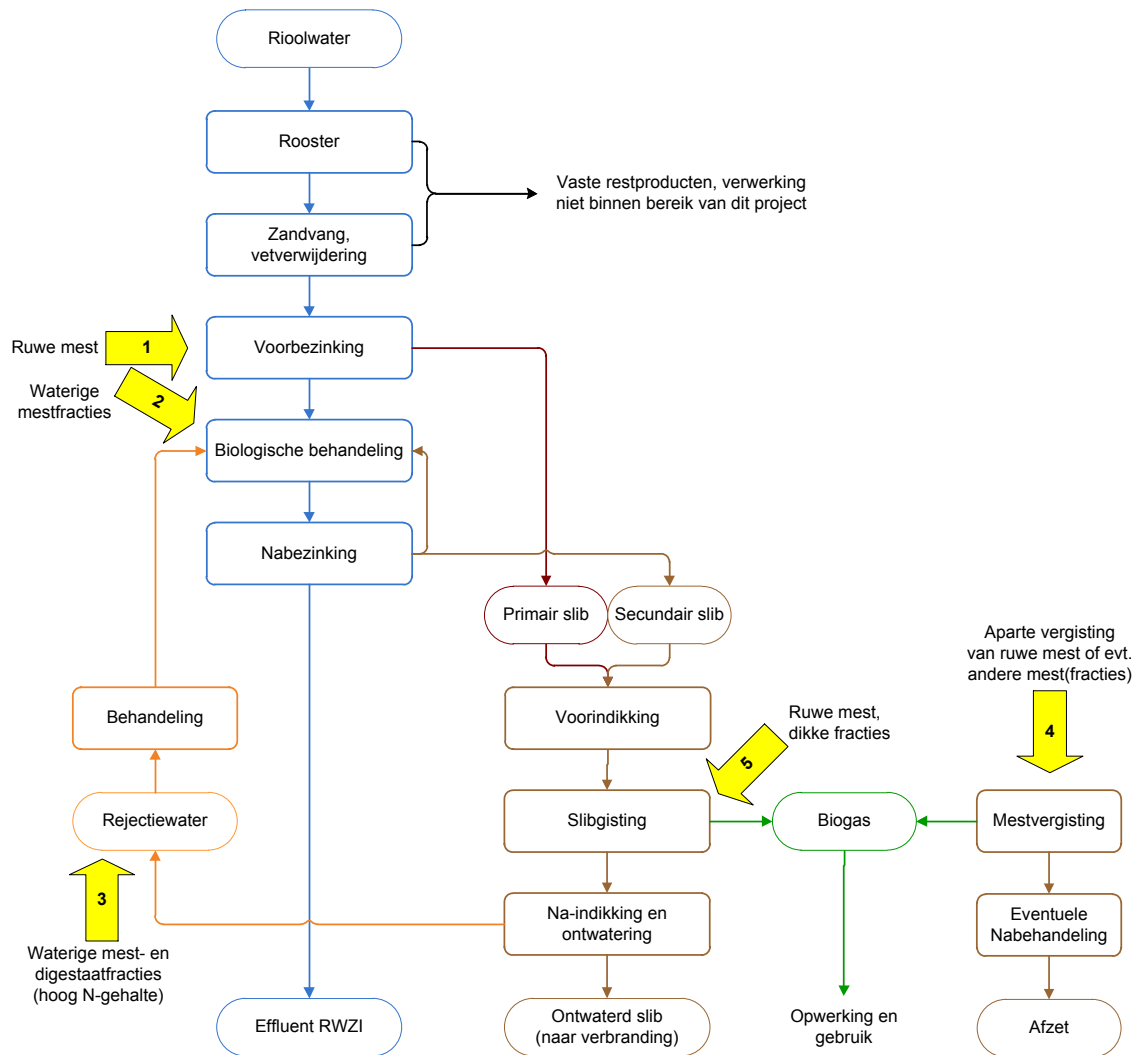 Rioolwater
Rooster
Vaste restproducten, verwerking
niet binnen bereik van dit project
Zandvang,
vetverwijdering
Ruwe mest
1
Voorbezinking
Waterige
mestfracties
2
Biologische behandeling
Nabezinking
Primair slib
Secundair slib
Aparte vergisting
van ruwe mest of evt.
andere mest(fracties)
4
Behandeling
Voorindikking
Ruwe mest,
dikke fracties
5
Rejectiewater
Slibgisting
Biogas
Mestvergisting
3
Waterige mest- en
digestaatfracties
(hoog N-gehalte)
Na-indikking en
ontwatering
Eventuele
Nabehandeling
Effluent RWZI
Ontwaterd slib
(naar verbranding)
Opwerking en
gebruik
Afzet